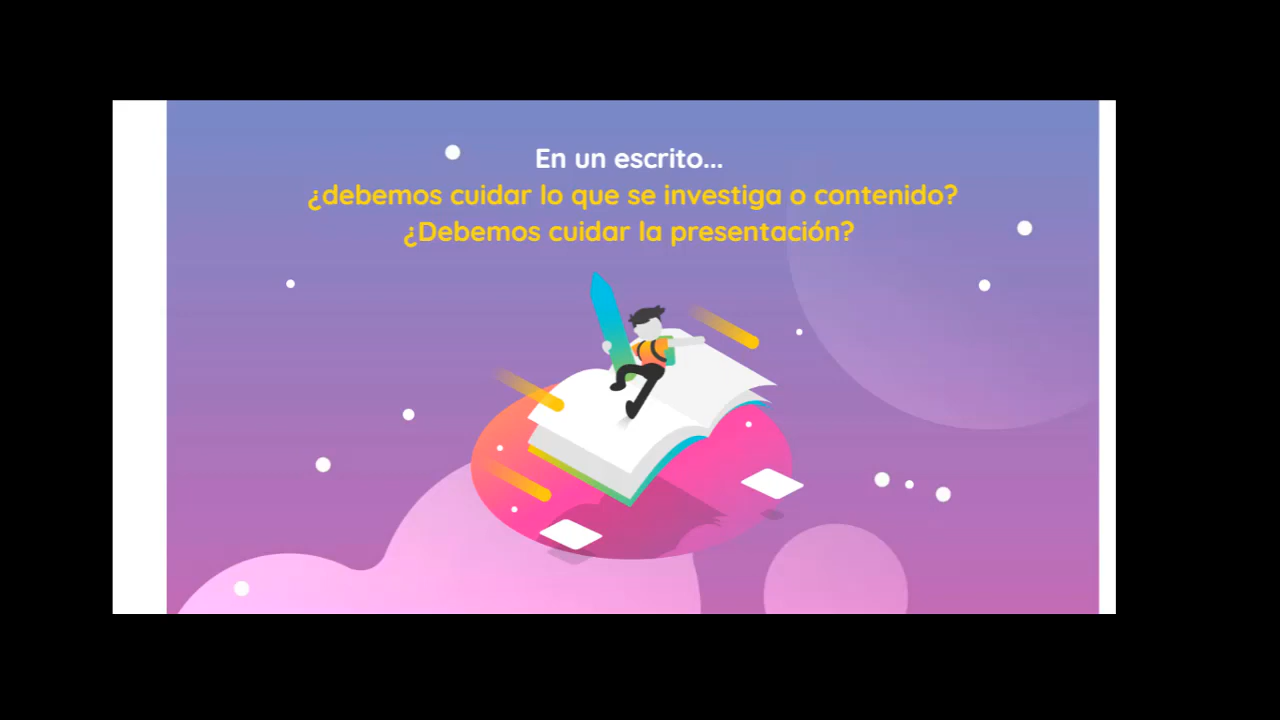 En un escrito...
¿debemos cuidar lo que se investiga o contenido?
¿Debemos cuidar la presentación?